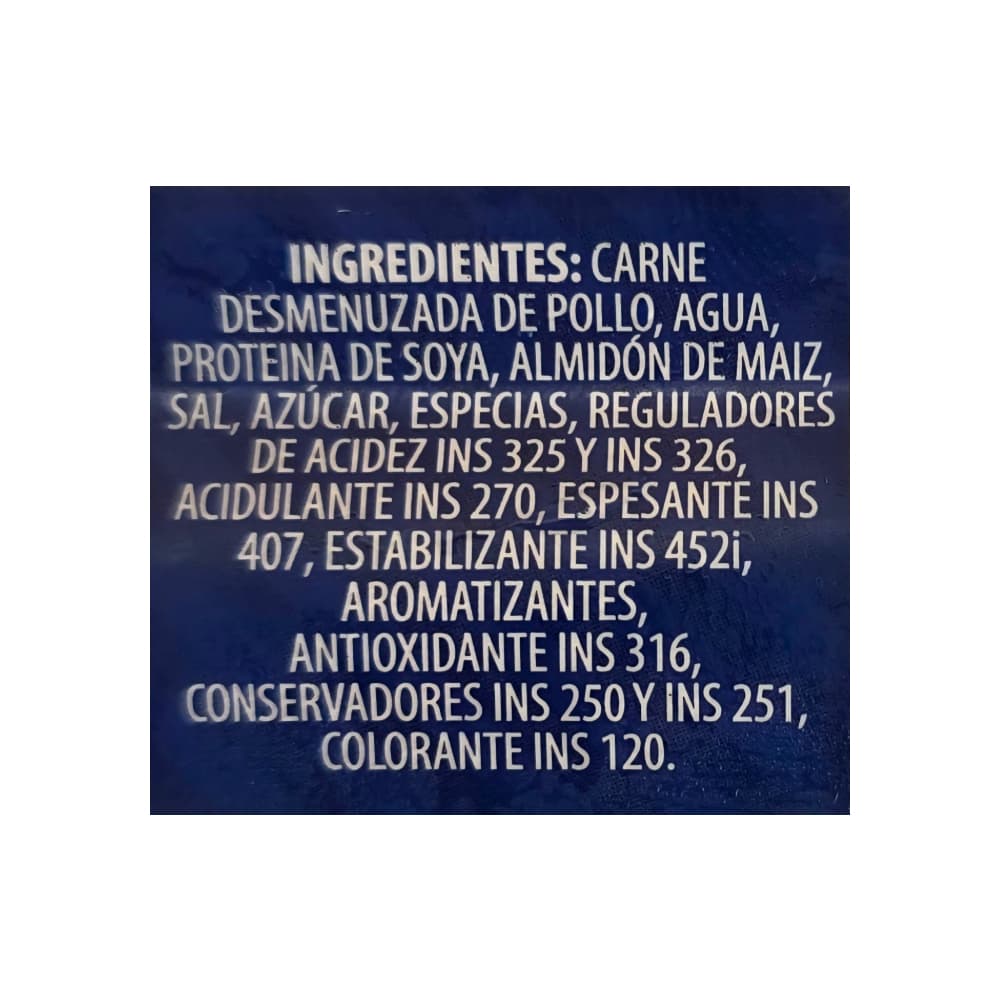 INGREDIENTES: CARNE
DESMENUZADA DE POLLO, AGUA,
PROTEINA DE SOYA, ALMIDÓN DE MAIZ,
SAL, AZÚCAR, ESPECIAS, REGULADORES
DE ACIDEZ INS 325 Y INS 326,
ACIDULANTE INS 270, ESPESANTE INS
407, ESTABILIZANTE INS 452i,
AROMATIZANTES,
ANTIOXIDANTE INS 316,
CONSERVADORES INS 250 Y INS 251,
COLORANTE INS 120.